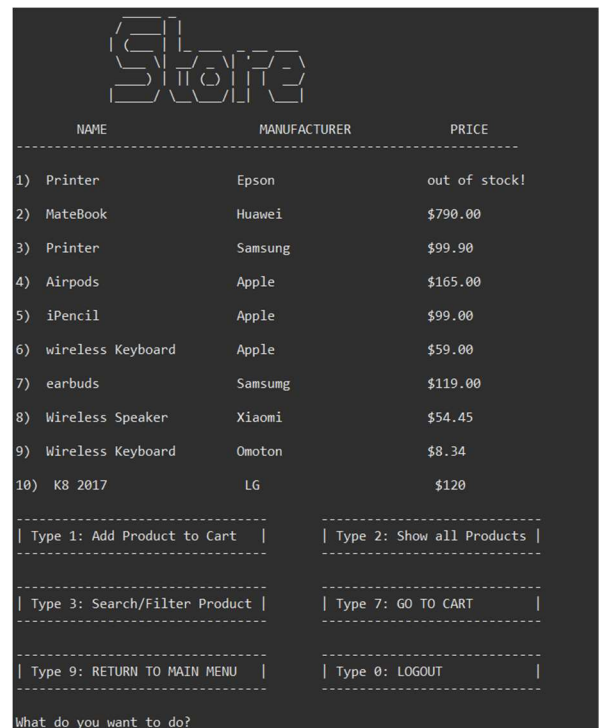 Store
NAME MANUFACTURER PRICE
1) Printer Epson out of stock!
2) MateBook Huawei $790.00
3) Printer Samsung $99.90
4) Airpods Apple $165.00
5) iPencil Apple $99.00
6) wireless Keyboard Apple $59.00
7) earbuds Samsumg $119.00
8) Wireless Speaker Xiaomi $54.45
9) Wireless Keyboard Omoton $8.34
10) K8 2017 LG $120
| Type 1: Add Product to Cart | | Type 2: Show all Products |
| Type 3: Search/Filter Product | | Type 7: GO TO CART |
| Type 9: RETURN TO MAIN MENU | | Type 0: LOGOUT |
What do you want to do?